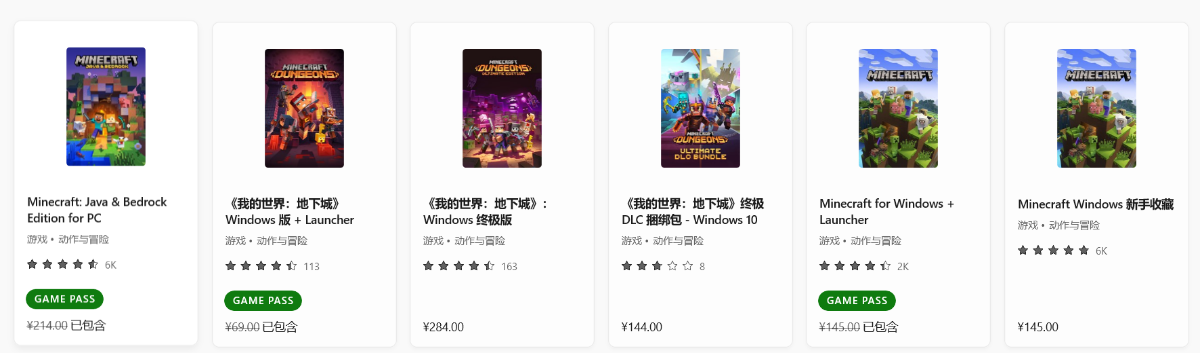 MINECRAFT
JAVA & BEDROCK
Minecraft: Java & Bedrock
Edition for PC
游戏 • 动作与冒险
6K
GAME PASS
¥214.00 已包含
MINECRAFT
DUNGEONS
《我的世界：地下城》
Windows 版 + Launcher
游戏 • 动作与冒险
113
GAME PASS
¥69.00 已包含
MINECRAFT
DUNGEONS
ULTIMATE EDITION
《我的世界：地下城》：
Windows 终极版
游戏 • 动作与冒险
163
¥284.00
MINECRAFT
DUNGEONS
ULTIMATE
DLC BUNDLE
《我的世界：地下城》终极
DLC 捆绑包 - Windows 10
游戏 • 动作与冒险
8
¥144.00
MINECRAFT
Minecraft for Windows +
Launcher
游戏 • 动作与冒险
2K
GAME PASS
¥145.00 已包含
MINECRAFT
Minecraft Windows 新手收藏
游戏 • 动作与冒险
6K
¥145.00